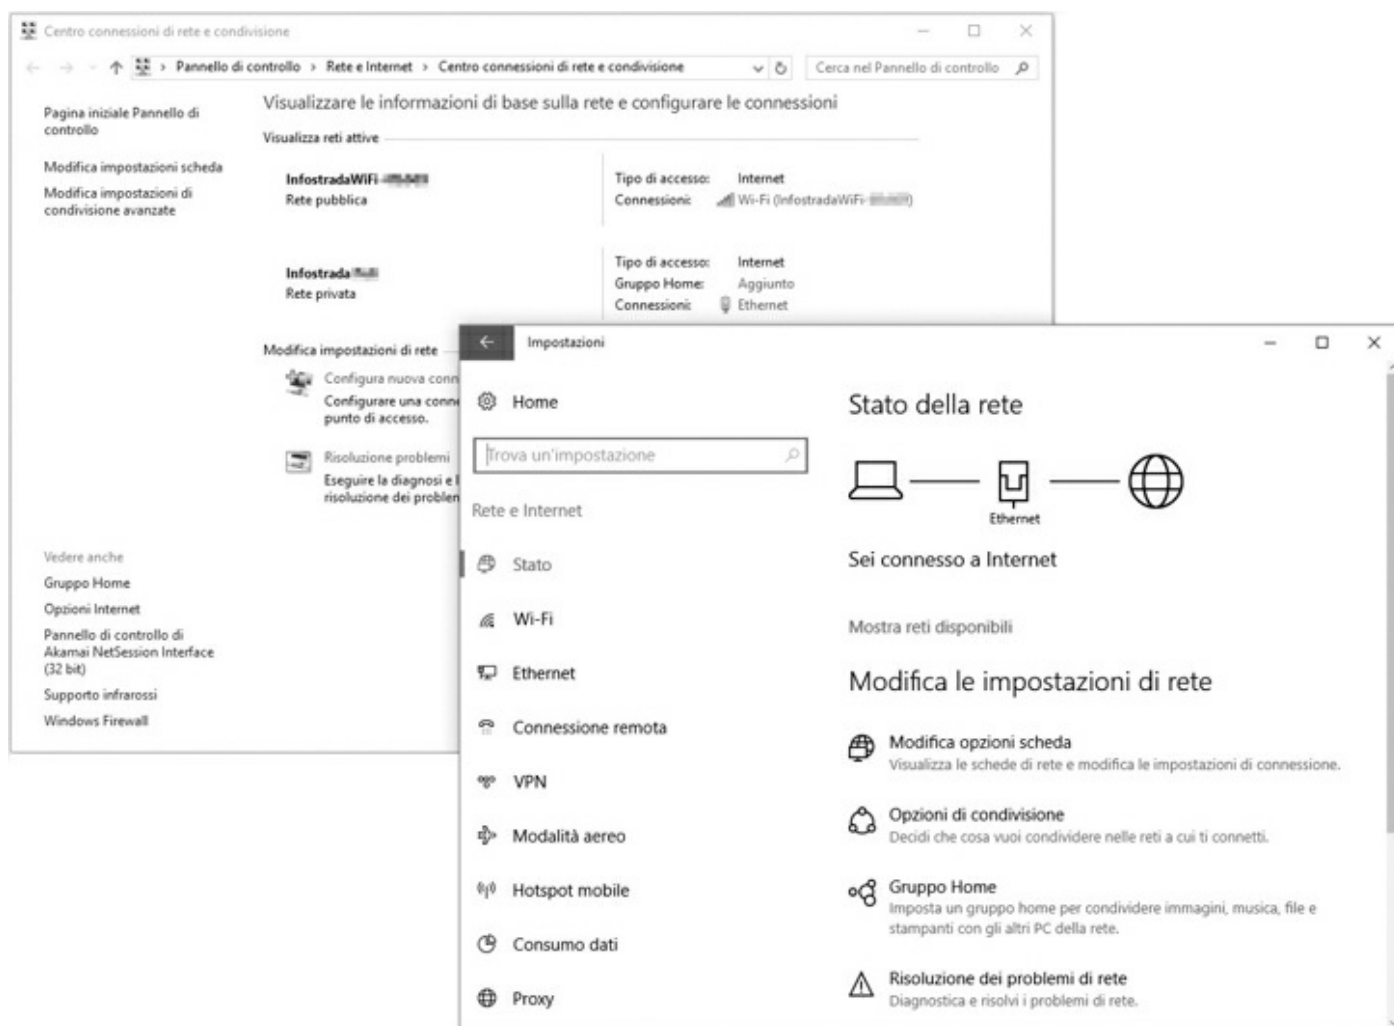 Centro connessioni di rete e condivisione
Pannello di controllo > Rete e Internet > Centro connessioni di rete e condivisione
Cerca nel Pannello di controllo
Pagina iniziale Pannello di
controllo
Modifica impostazioni scheda
Modifica impostazioni di
condivisione avanzate
Vedere anche
Gruppo Home
Opzioni Internet
Pannello di controllo di
Akamai NetSession Interface
(32 bit)
Supporto infrarossi
Windows Firewall
Visualizzare le informazioni di base sulla rete e configurare le connessioni
Visualizza reti attive
InfostradaWiFi-
Rete pubblica
Tipo di accesso: Internet
Connessioni: Wi-Fi (InfostradaWiFi- )
Infostrada
Rete privata
Tipo di accesso: Internet
Gruppo Home: Aggiunto
Connessioni: Ethernet
Modifica impostazioni di rete
Configura nuova conn
Configurare una conne
punto di accesso.
Risoluzione problemi
Eseguire la diagnosi e l
risoluzione dei problen
Impostazioni
Home
Trova un'impostazione
Rete e Internet
Stato
Wi-Fi
Ethernet
Connessione remota
VPN
Modalità aereo
Hotspot mobile
Consumo dati
Proxy
Stato della rete
Ethernet
Sei connesso a Internet
Mostra reti disponibili
Modifica le impostazioni di rete
Modifica opzioni scheda
Visualizza le schede di rete e modifica le impostazioni di connessione.
Opzioni di condivisione
Decidi che cosa vuoi condividere nelle reti a cui ti connetti.
Gruppo Home
Imposta un gruppo home per condividere immagini, musica, file e
stampanti con gli altri PC della rete.
Risoluzione dei problemi di rete
Diagnostica e risolvi i problemi di rete.